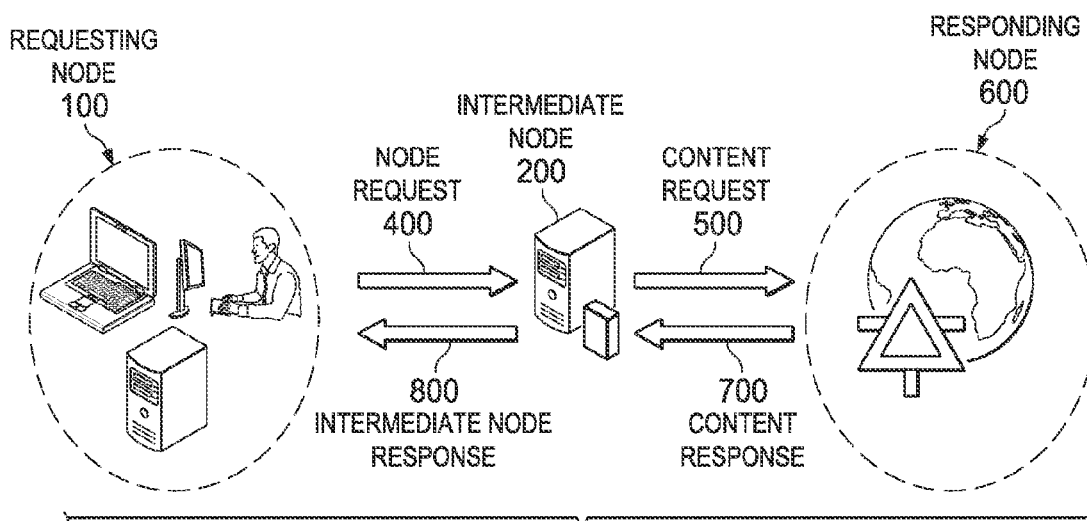 REQUESTING
NODE
100
NODE
REQUEST
400
INTERMEDIATE
NODE
200
CONTENT
REQUEST
500
RESPONDING
NODE
600
800
INTERMEDIATE NODE
RESPONSE
700
CONTENT
RESPONSE